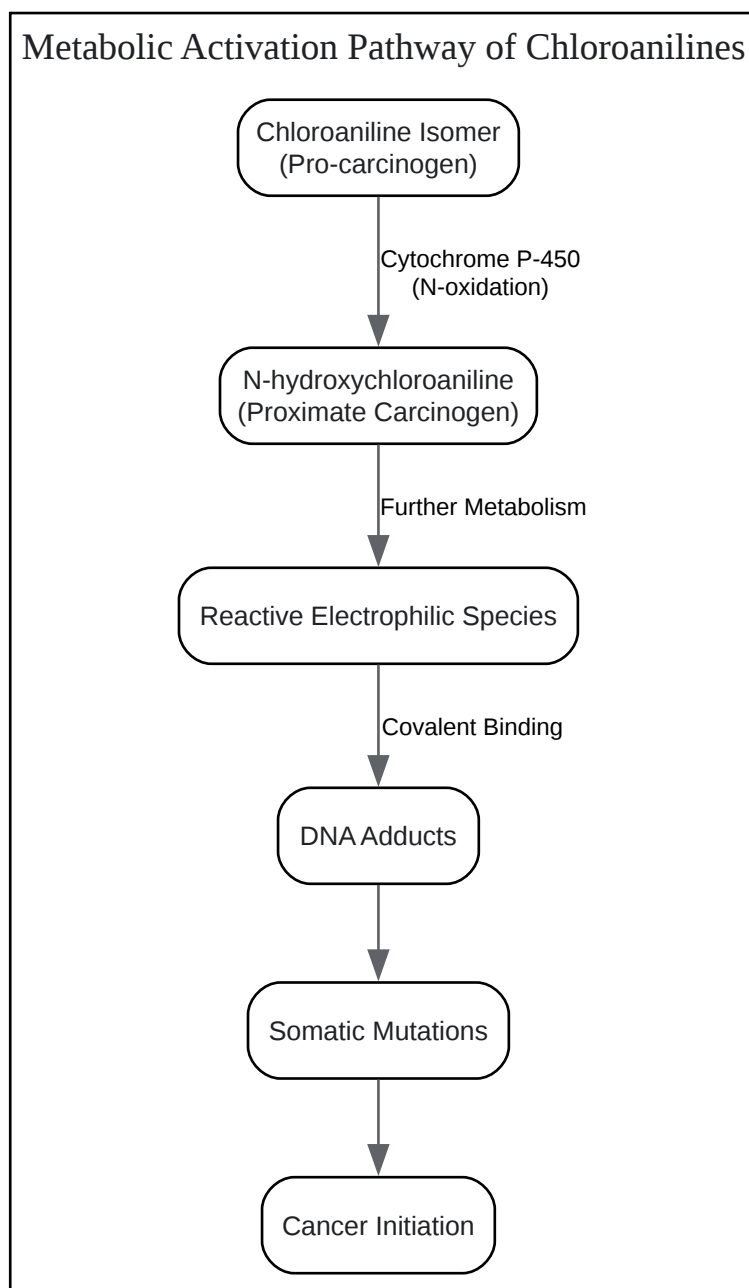 Metabolic Activation Pathway of Chloroanilines
Chloroaniline Isomer
(Pro-carcinogen)
Cytochrome P-450
(N-oxidation)
N-hydroxychloroaniline
(Proximate Carcinogen)
Further Metabolism
Reactive Electrophilic Species
Covalent Binding
DNA Adducts
Somatic Mutations
Cancer Initiation